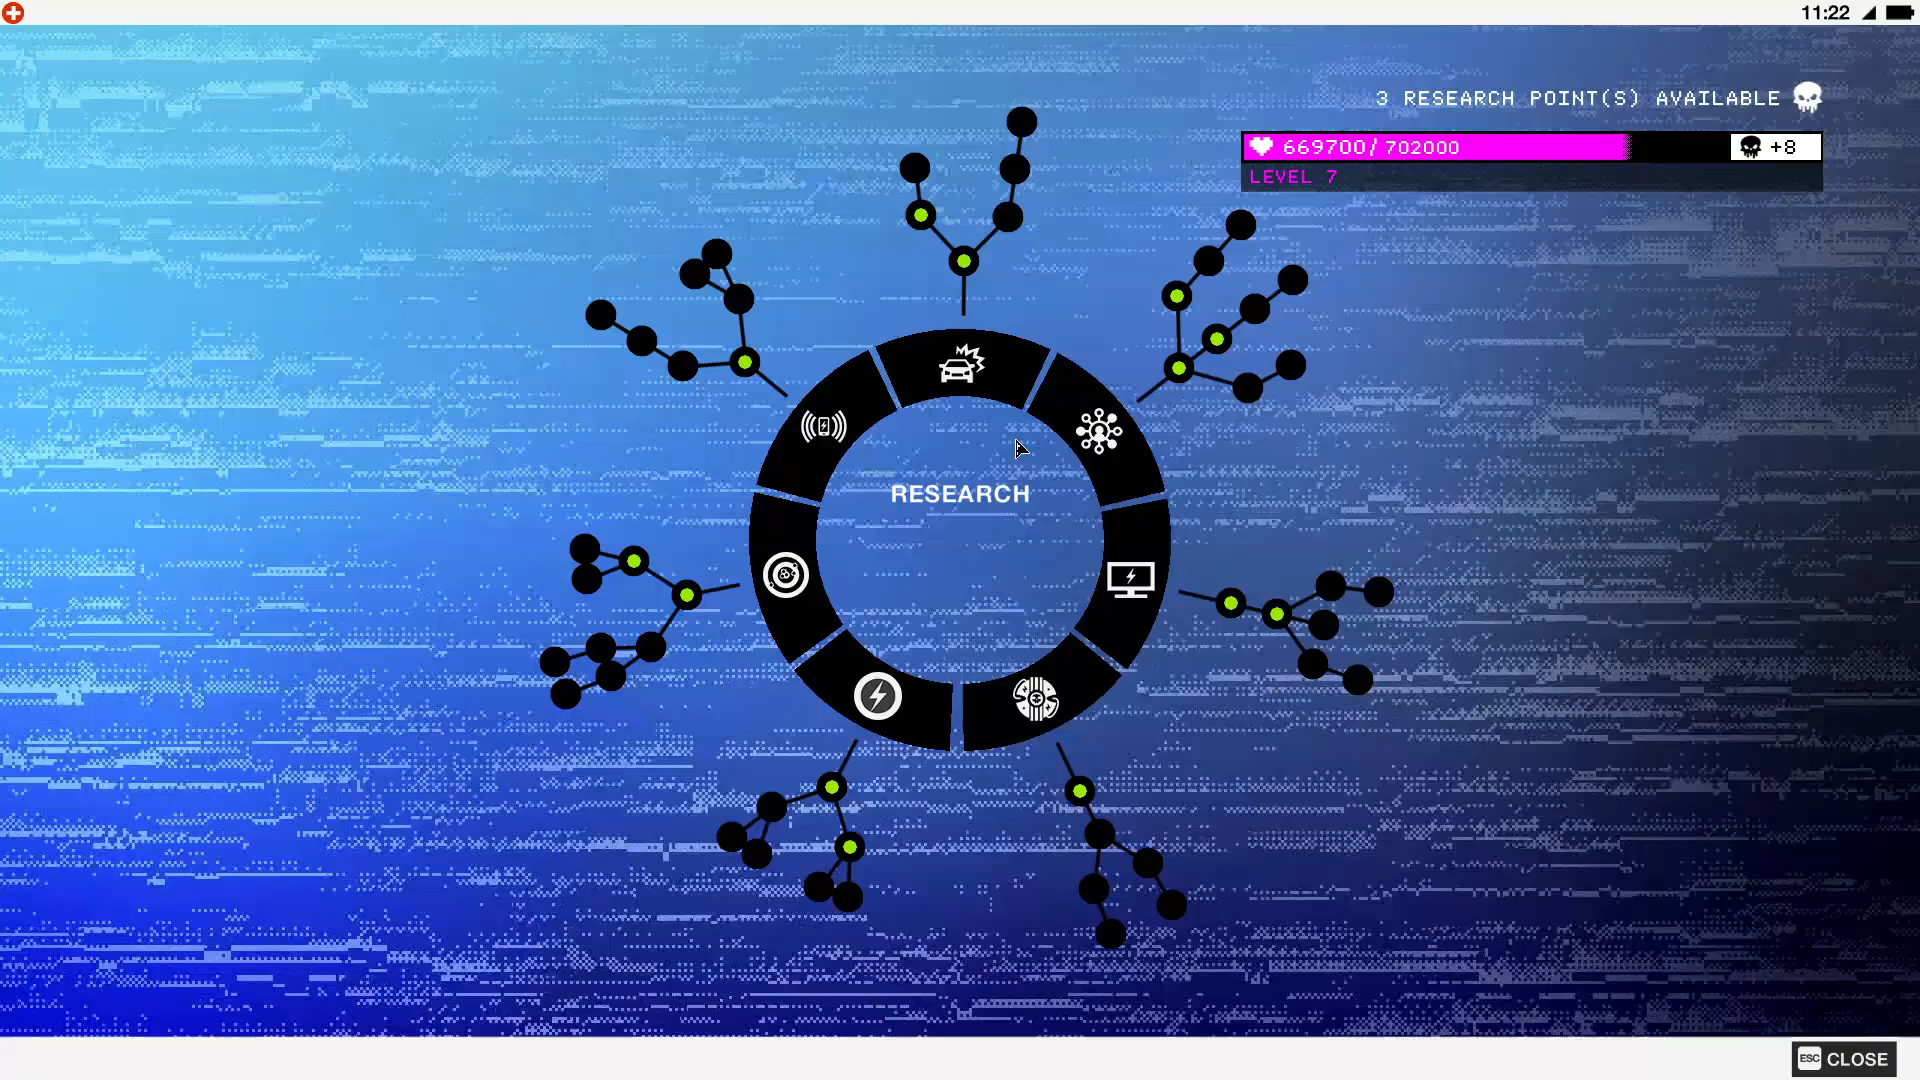 11:22
3 RESEARCH POINT(S) AVAILABLE
669700/ 702000
+8
LEVEL 7
RESEARCH
ESC CLOSE